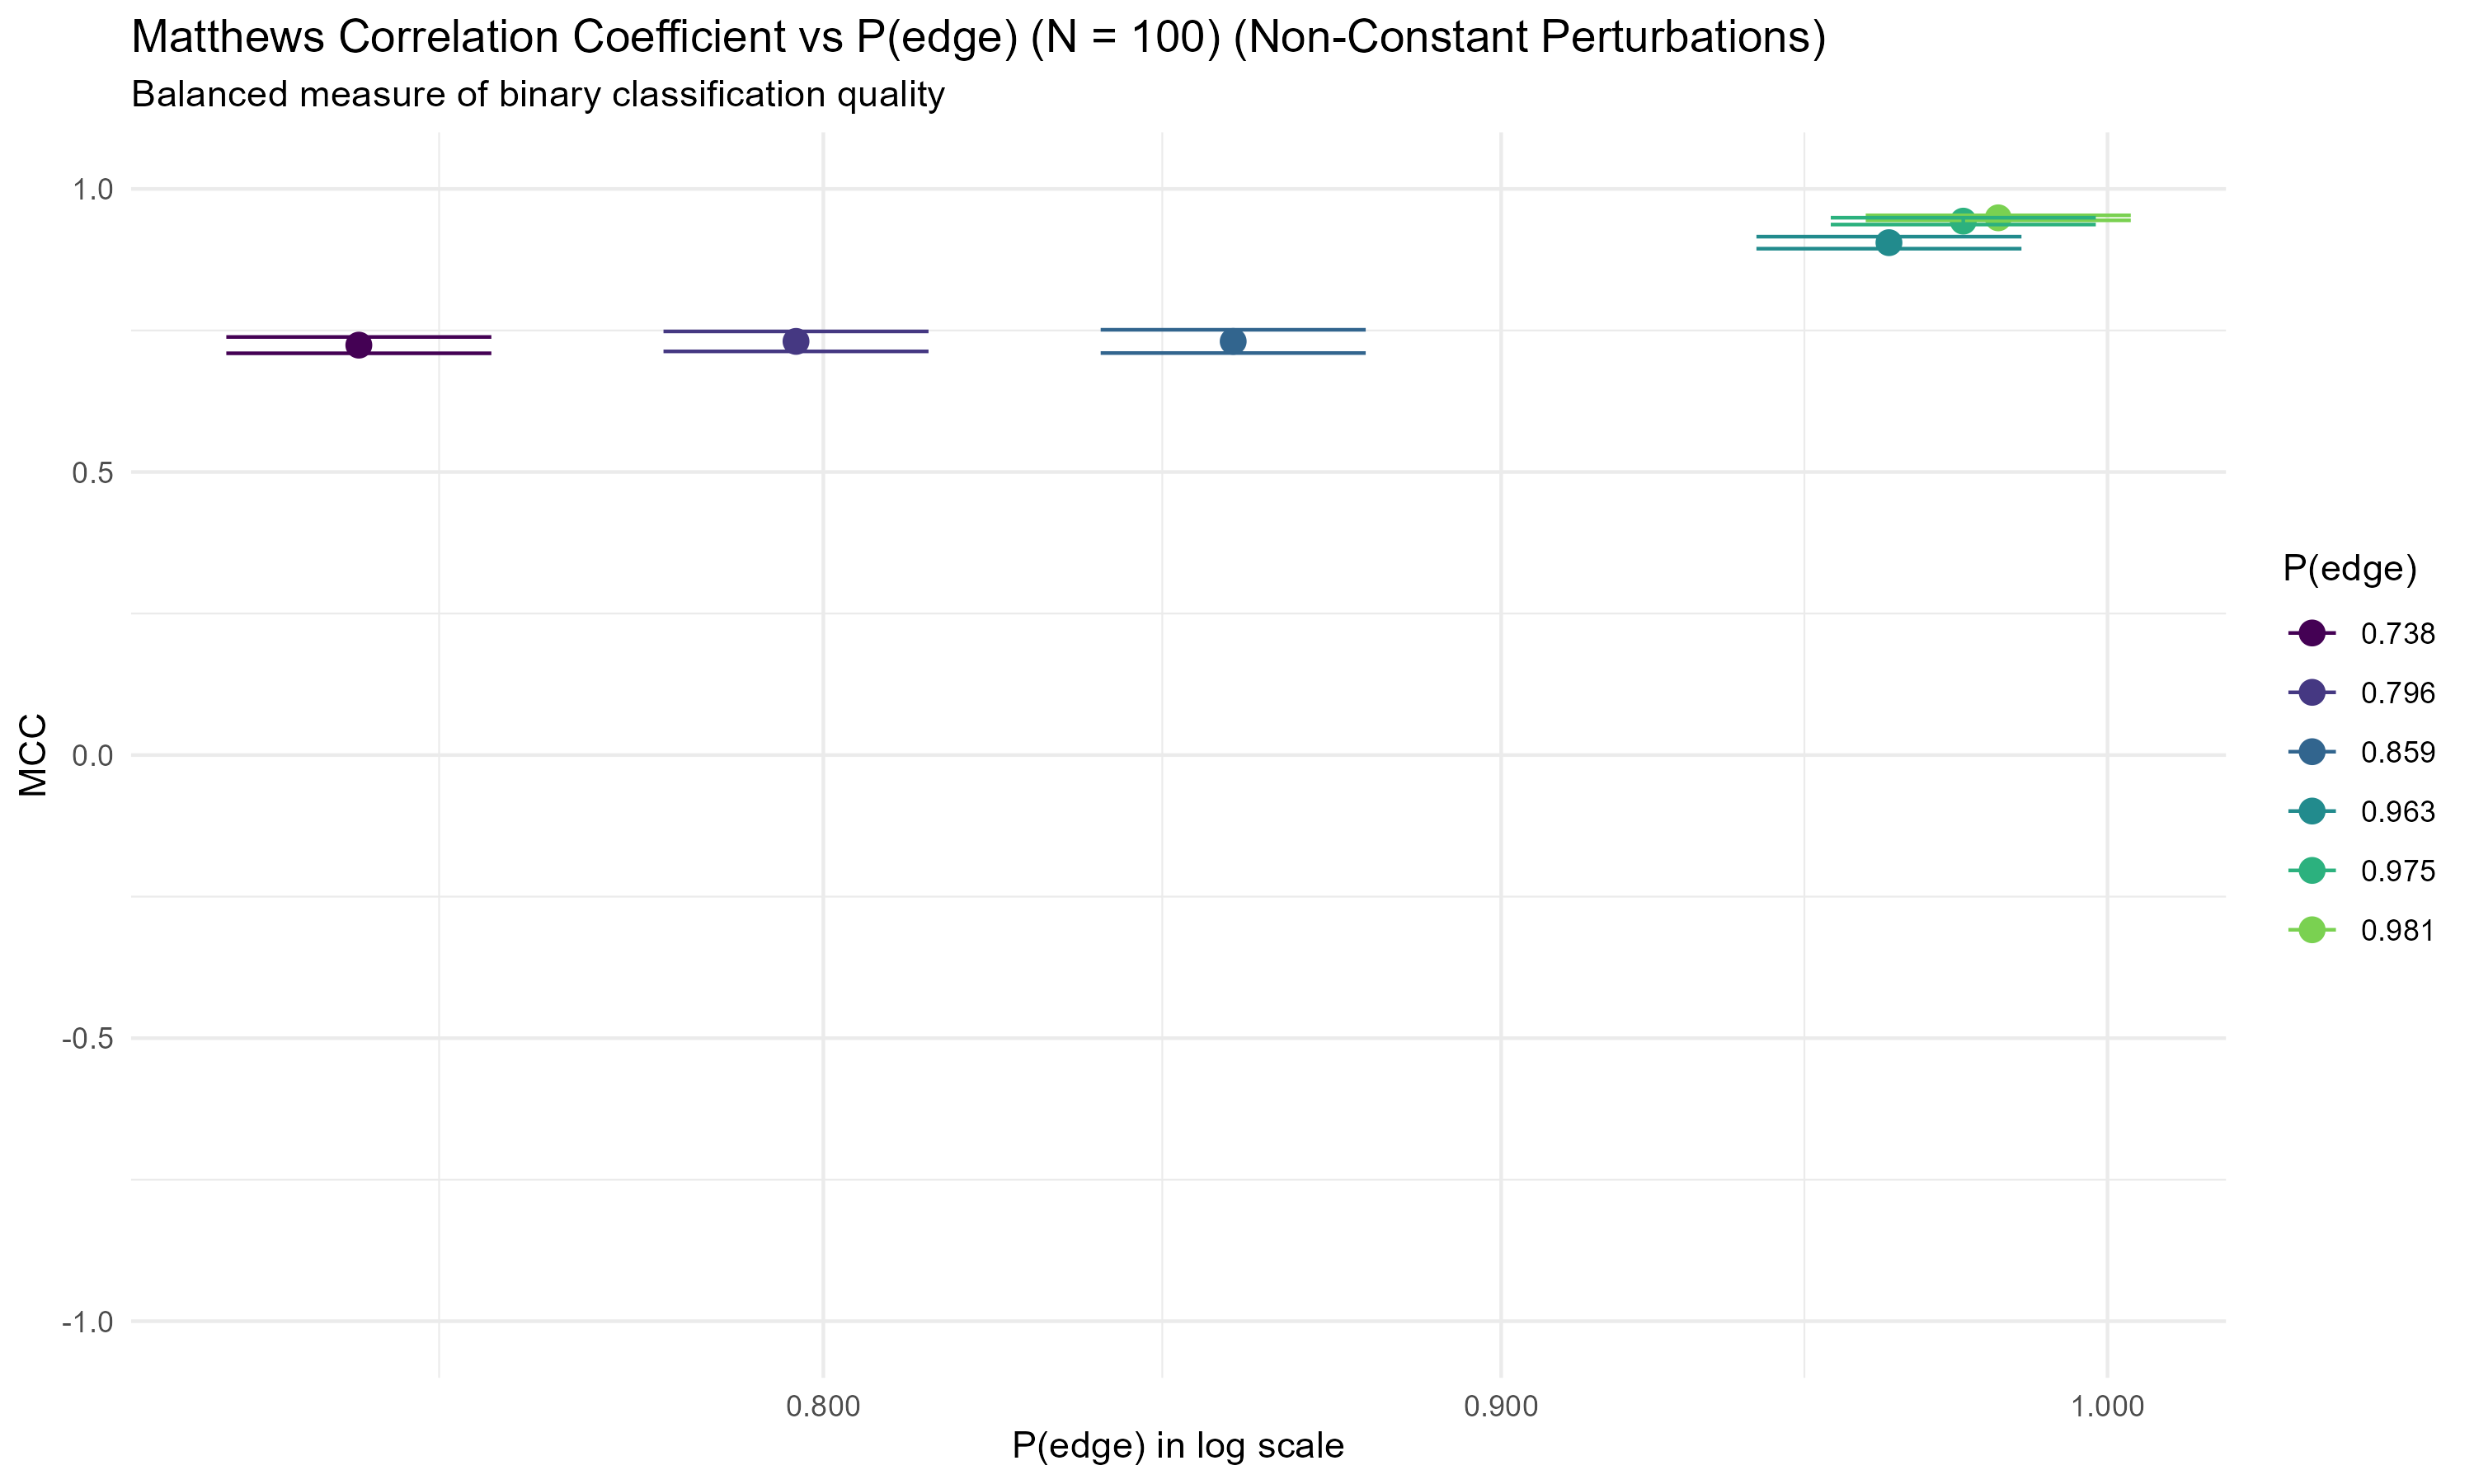 Matthews Correlation Coefficient vs P(edge) (N = 100) (Non-Constant Perturbations)
Balanced measure of binary classification quality
1.0
0.5
0.0
-0.5
-1.0
MCC
0.800
0.900
1.000
P(edge) in log scale
P(edge)
0.738
0.796
0.859
0.963
0.975
0.981